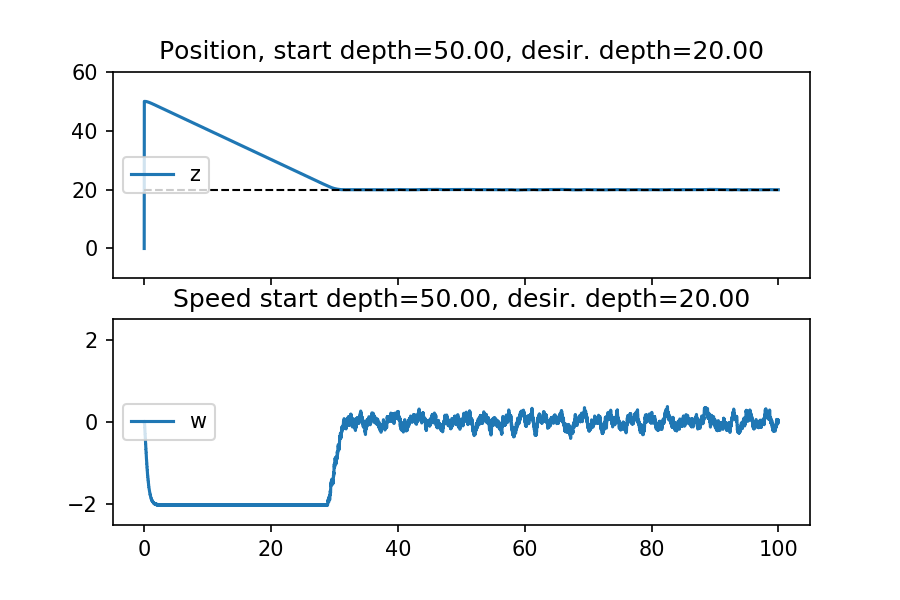 Position, start depth=50.00, desir. depth=20.00
60
40
20
0
z
Speed start depth=50.00, desir. depth=20.00
2
0
−2
w
0 20 40 60 80 100